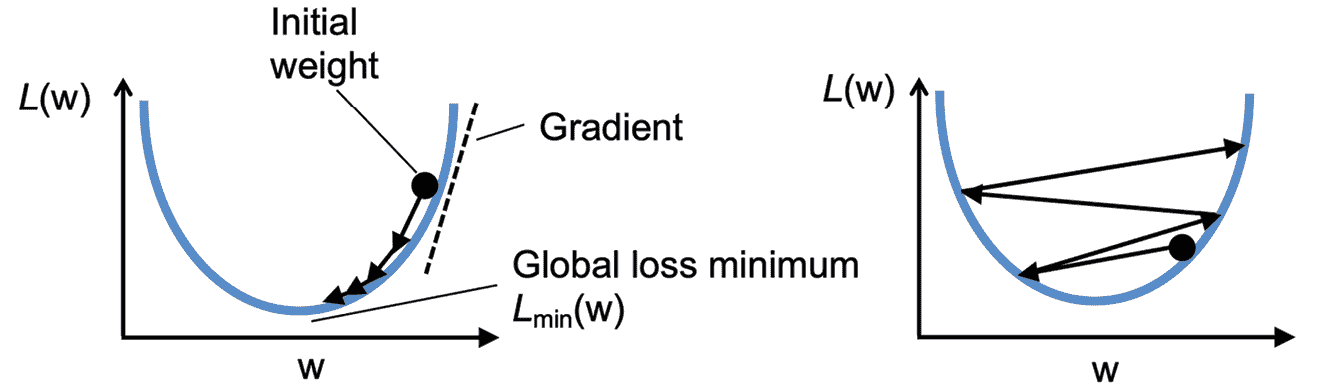 Initial
weight
L(w)
Gradient
Global loss minimum
Lmin(w)
w
L(w)
w